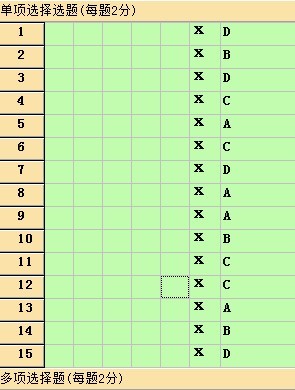 单项选择选题(每题2分)
1 X D
2 X B
3 X D
4 X C
5 X A
6 X C
7 X D
8 X A
9 X A
10 X B
11 X C
12 X C
13 X A
14 X B
15 X D
多项选择题(每题2分)